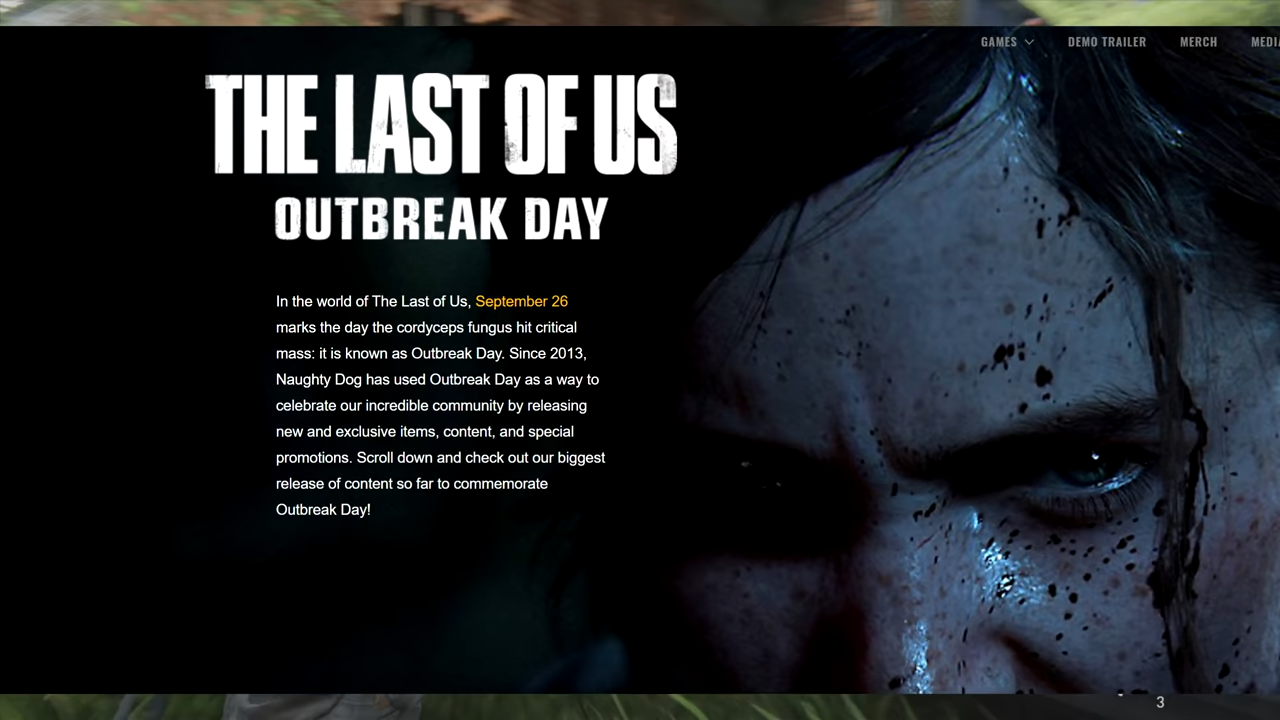 GAMES DEMO TRAILER MERCH
THE LAST OF US
OUTBREAK DAY
In the world of The Last of Us, September 26
marks the day the cordyceps fungus hit critical
mass: it is known as Outbreak Day. Since 2013,
Naughty Dog has used Outbreak Day as a way to
celebrate our incredible community by releasing
new and exclusive items, content, and special
promotions. Scroll down and check out our biggest
release of content so far to commemorate
Outbreak Day!
3